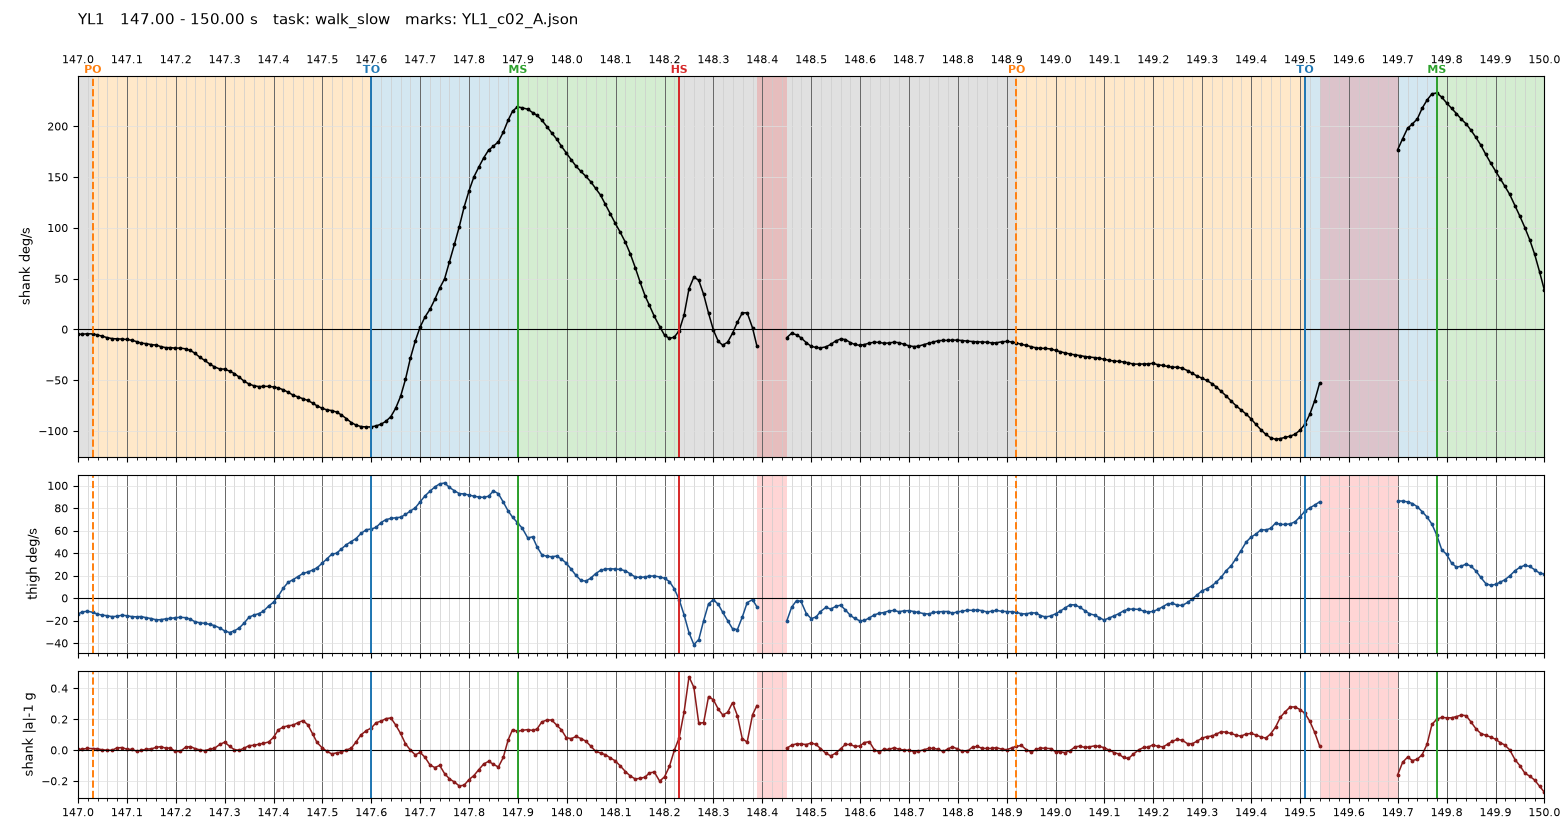 YL1   147.00 - 150.00 s   task: walk_slow   marks: YL1_c02_A.json
147.0 147.1 147.2 147.3 147.4 147.5 147.6 147.7 147.8 147.9 148.0 148.1 148.2 148.3 148.4 148.5 148.6 148.7 148.8 148.9 149.0 149.1 149.2 149.3 149.4 149.5 149.6 149.7 149.8 149.9 150.0
PO TO MS HS PO TO MS
shank deg/s
200
150
100
50
0
−50
−100
thigh deg/s
100
80
60
40
20
0
−20
−40
shank |a|-1 g
0.4
0.2
0.0
−0.2
147.0 147.1 147.2 147.3 147.4 147.5 147.6 147.7 147.8 147.9 148.0 148.1 148.2 148.3 148.4 148.5 148.6 148.7 148.8 148.9 149.0 149.1 149.2 149.3 149.4 149.5 149.6 149.7 149.8 149.9 150.0